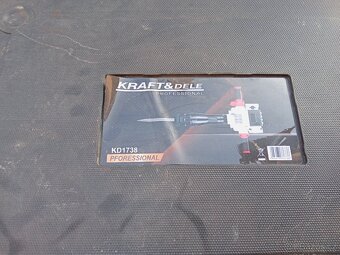 KRAFT&DELE
PROFESSIONAL
KD1738
PFORESSIONAL